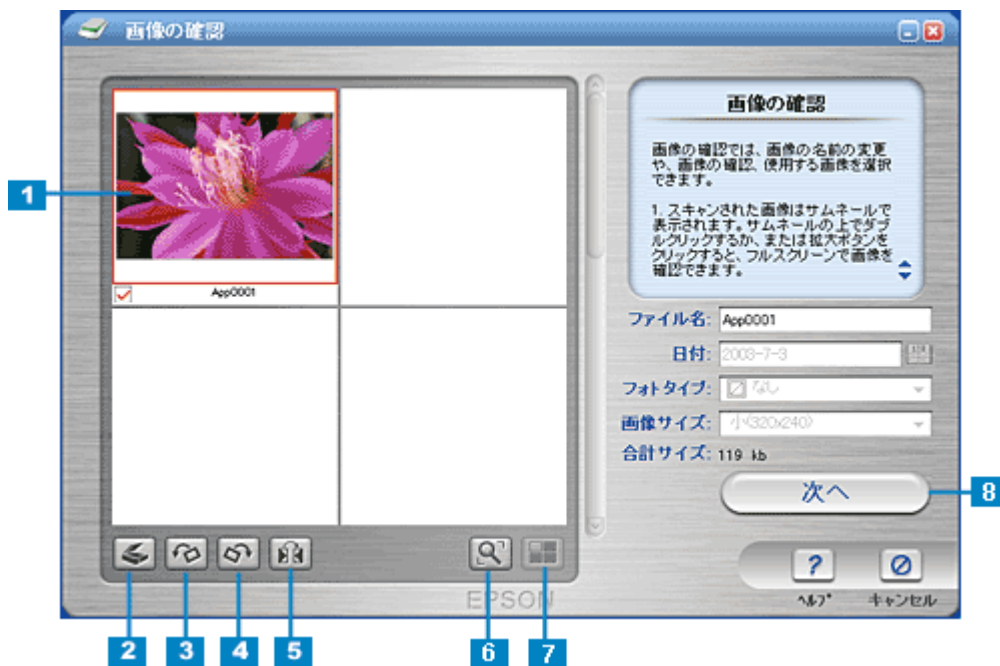 画像の確認
画像の確認
画像の確認では、画像の名前の変更
や、画像の確認、使用する画像を選択
できます。
1. スキャンされた画像はサムネールで
表示されます。サムネールの上でダブ
ルクリックするか、または拡大ボタンを
クリックすると、フルスクリーンで画像を
確認できます。
1
App0001
ファイル名: App0001
日付: 2003-7-3
フォトタイプ: なし
画像サイズ: 小(320x240)
合計サイズ: 119 kb
次へ
8
?
ヘルプ
キャンセル
EPSON
2
3
4
5
6
7